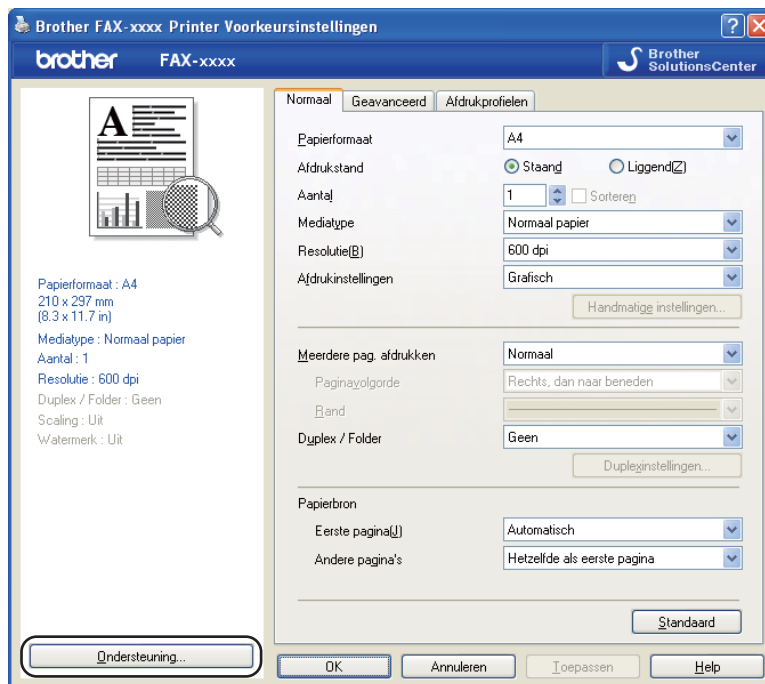 Brother FAX-xxxx Printer Voorkeursinstellingen
brother FAX-xxxx
Brother
SolutionsCenter
A
Papierformaat : A4
210 x 297 mm
(8.3 x 11.7 in)
Mediatype : Normaal papier
Aantal : 1
Resolutie : 600 dpi
Duplex / Folder : Geen
Scaling : Uit
Watermerk : Uit
Ondersteuning...
Normaal Geavanceerd Afdrukprofielen
Papierformaat A4
Afdrukstand Staand Liggend(Z)
Aantal 1 Sorteren
Mediatype Normaal papier
Resolutie(B) 600 dpi
Afdrukinstellingen Grafisch
Handmatige instellingen...
Meerdere pag. afdrukken Normaal
Paginavolgorde Rechts, dan naar beneden
Rand
Duplex / Folder Geen
Duplexinstellingen...
Papierbron
Eerste pagina(J) Automatisch
Andere pagina's Hetzelfde als eerste pagina
Standaard
OK Annuleren Toepassen Help